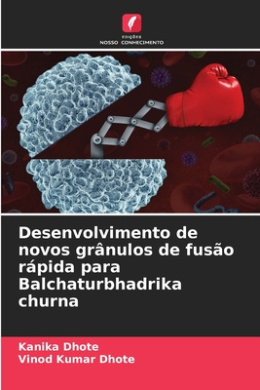 edições
NOSSO CONHECIMENTO
Desenvolvimento de
novos grânulos de fusão
rápida para
Balchaturbhadrika
churna
Kanika Dhote
Vinod Kumar Dhote